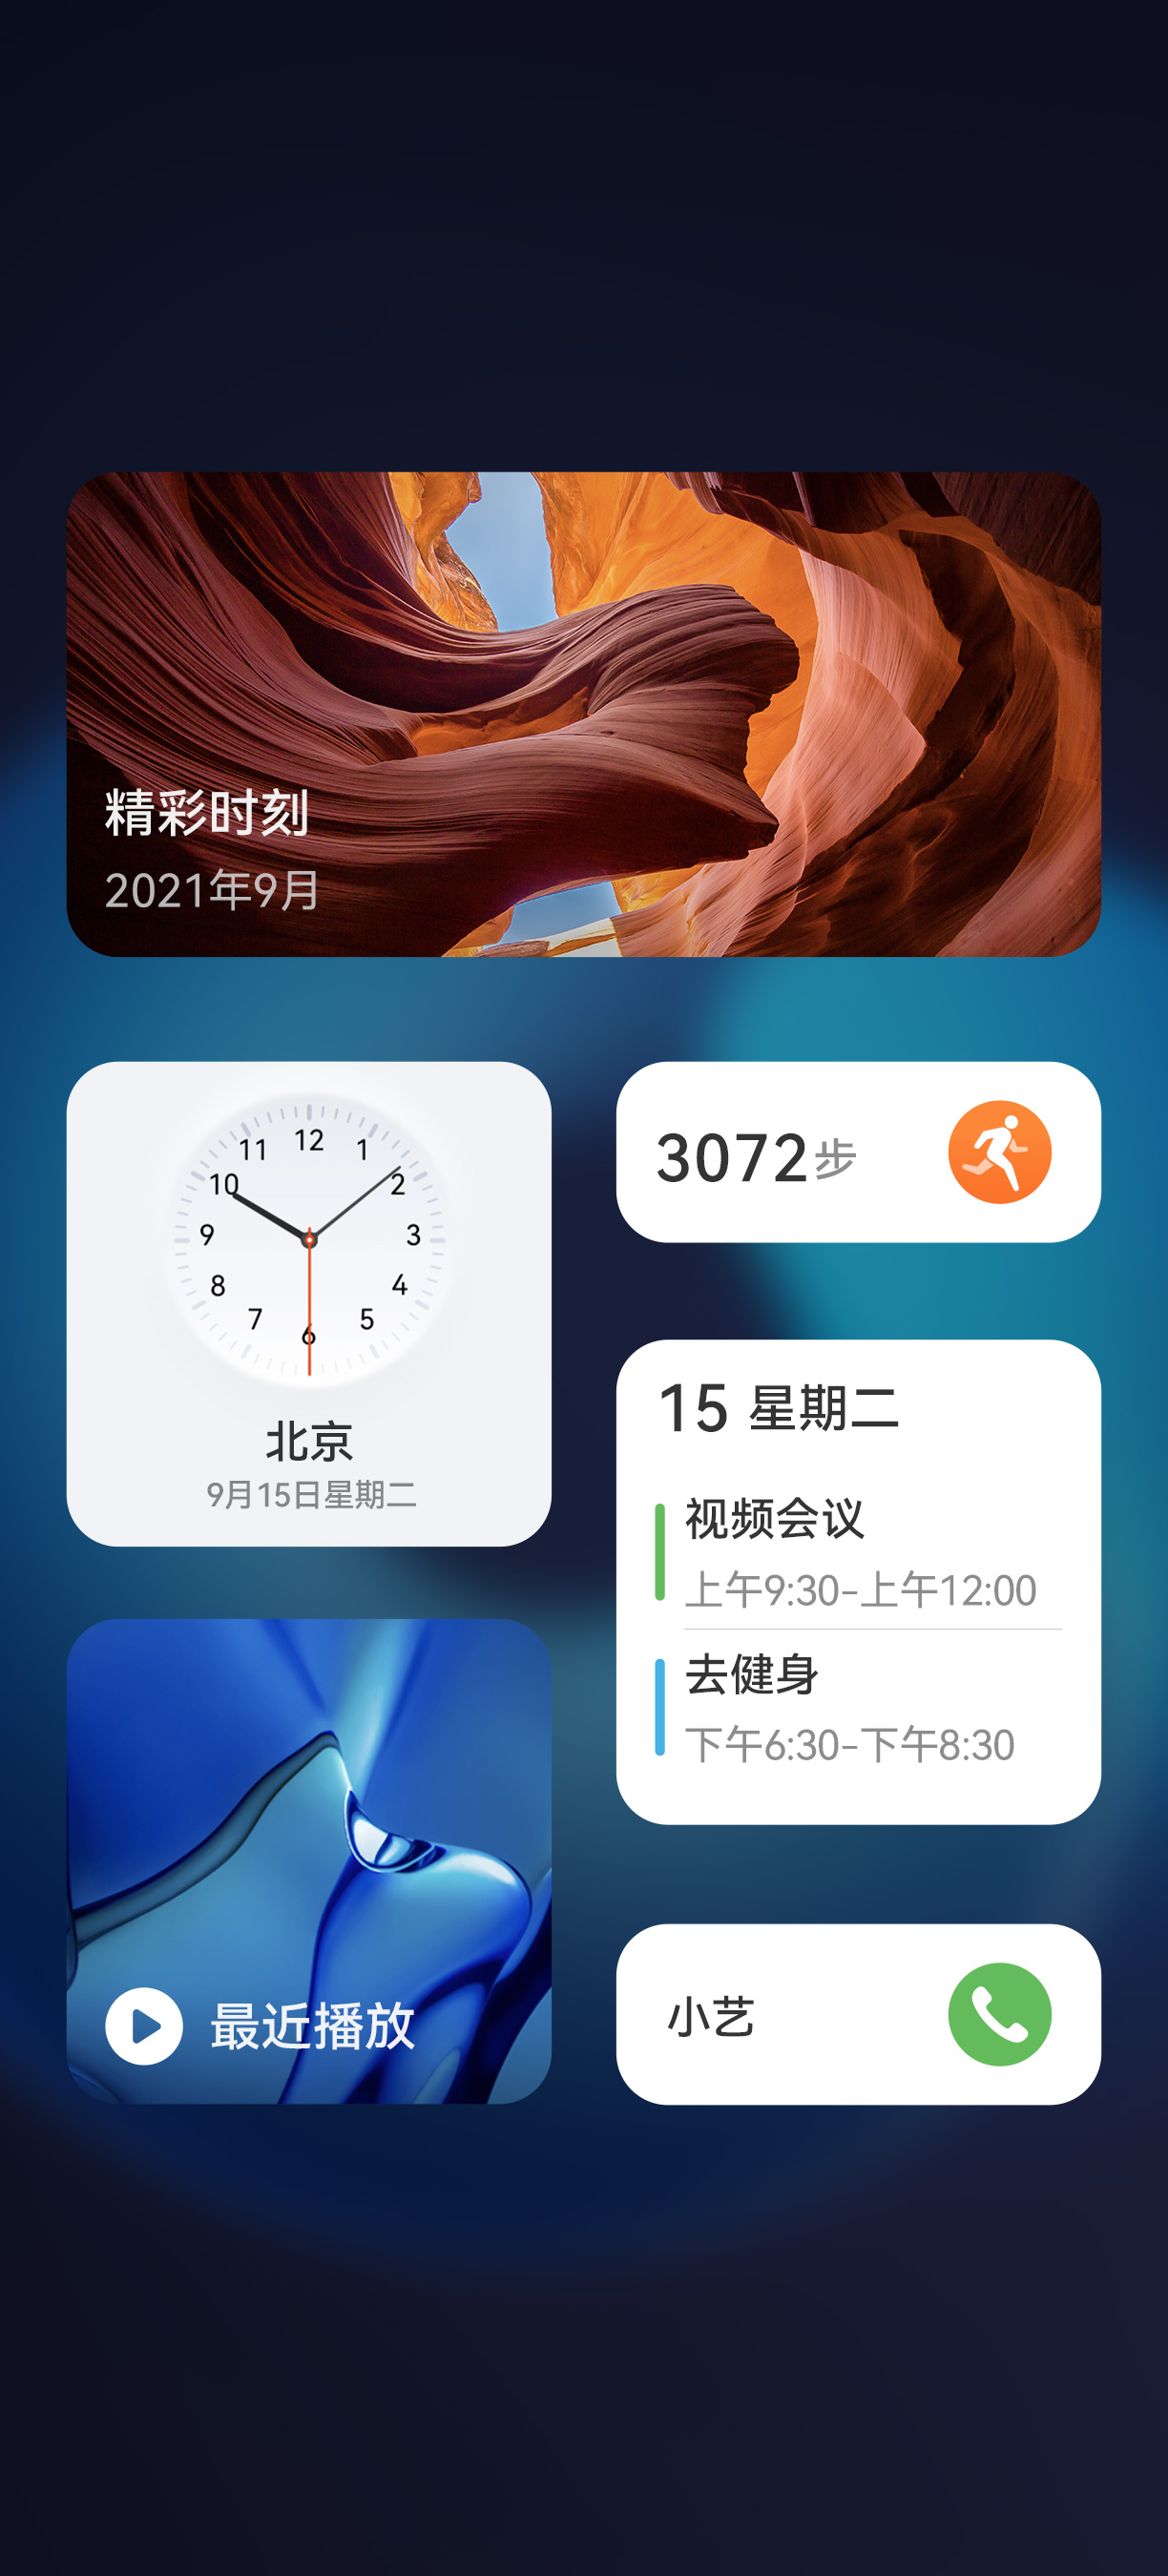 精彩时刻
2021年9月
12
11
1
10
2
9
3
8
4
7
5
6
北京
9月15日星期二
3072步
15 星期二
视频会议
上午9:30-上午12:00
去健身
下午6:30-下午8:30
最近播放
小艺